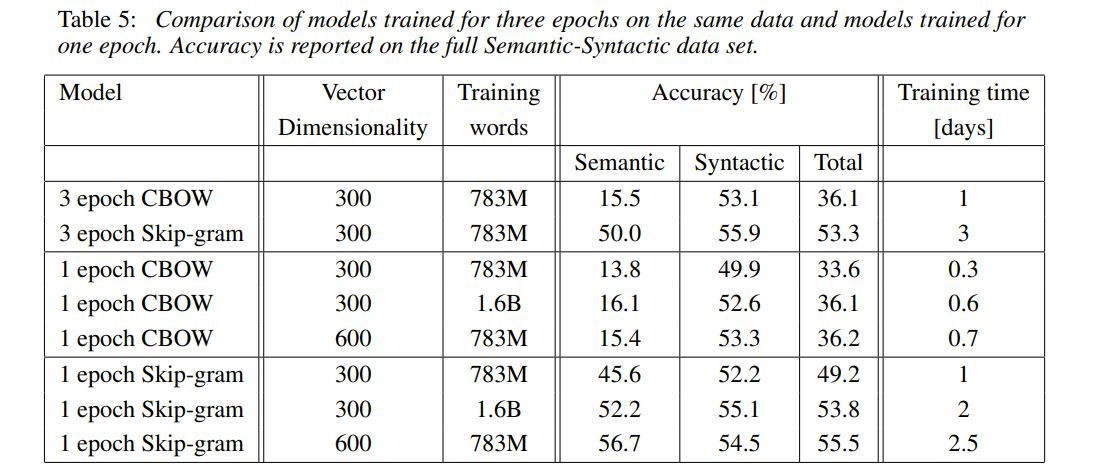 Table 5: Comparison of models trained for three epochs on the same data and models trained for
one epoch. Accuracy is reported on the full Semantic-Syntactic data set.
Model Vector Training Accuracy [%] Training time
Dimensionality words [days]
Semantic Syntactic Total
3 epoch CBOW 300 783M 15.5 53.1 36.1 1
3 epoch Skip-gram 300 783M 50.0 55.9 53.3 3
1 epoch CBOW 300 783M 13.8 49.9 33.6 0.3
1 epoch CBOW 300 1.6B 16.1 52.6 36.1 0.6
1 epoch CBOW 600 783M 15.4 53.3 36.2 0.7
1 epoch Skip-gram 300 783M 45.6 52.2 49.2 1
1 epoch Skip-gram 300 1.6B 52.2 55.1 53.8 2
1 epoch Skip-gram 600 783M 56.7 54.5 55.5 2.5